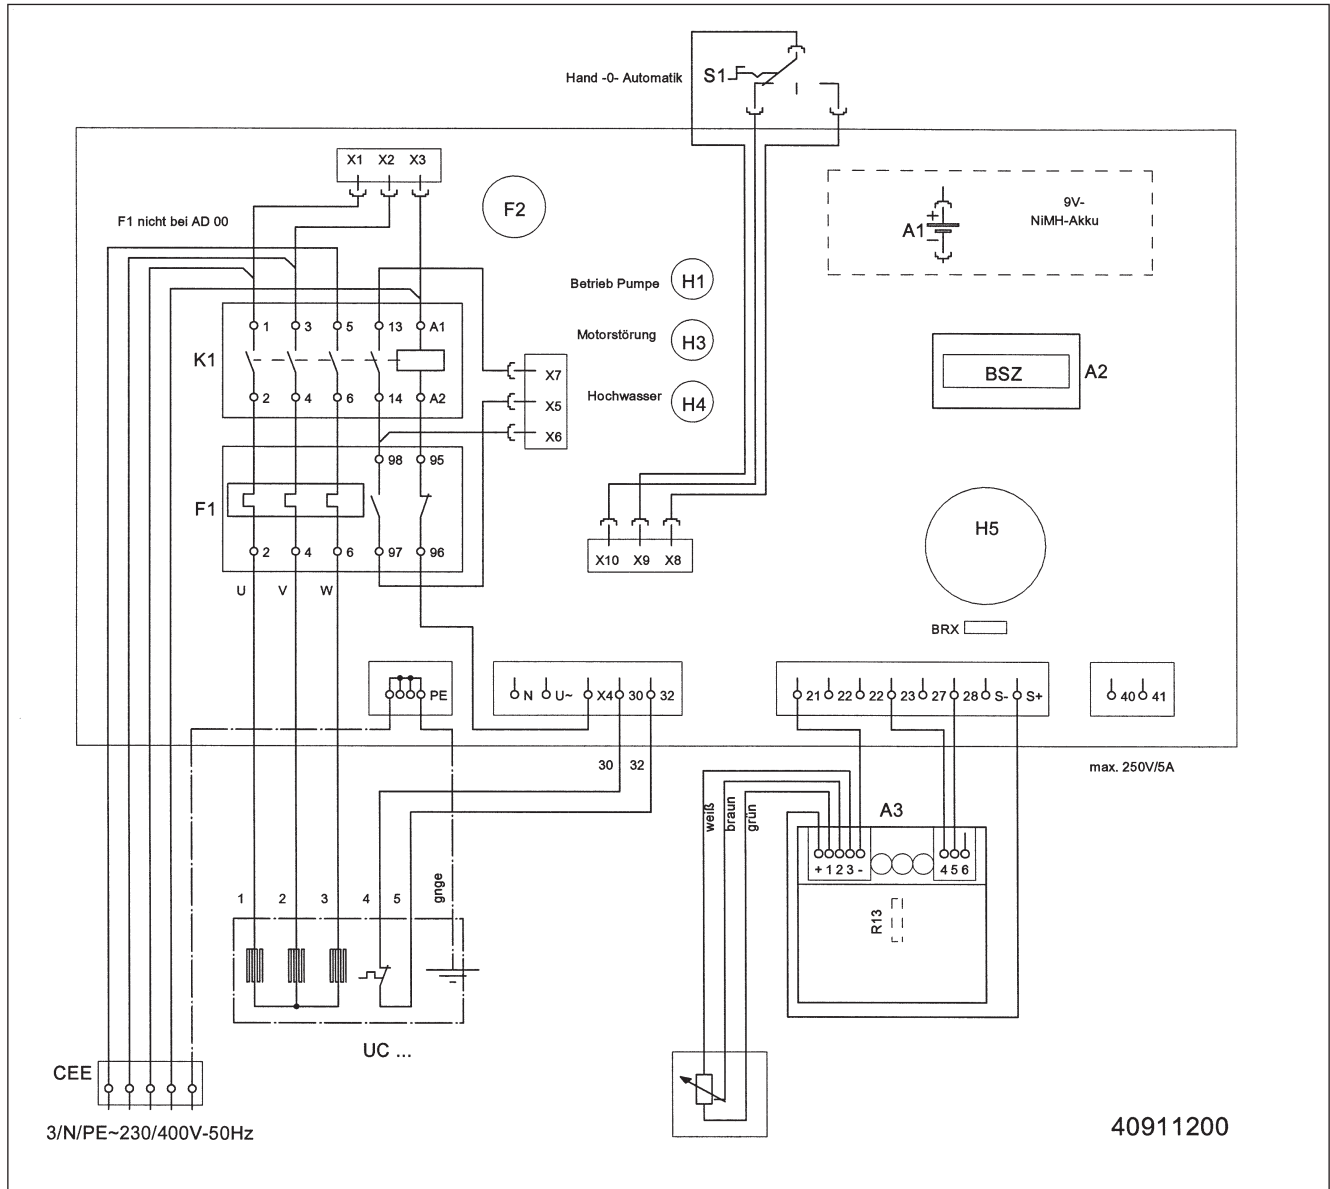 Hand -0- Automatik
S1
X1 X2 X3
F2
F1 nicht bei AD 00
9V-
NiMH-Akku
A1
+
−
Betrieb Pumpe
H1
Motorstörung
H3
Hochwasser
H4
K1
1 3 5 13 A1
2 4 6 14 A2
X7
X5
X6
BSZ
A2
98 95
F1
2 4 6 97 96
U V W
X10 X9 X8
H5
BRX
PE
N U~ X4 30 32
21 22 22 23 27 28 S- S+
40 41
30 32
max. 250V/5A
weiß
braun
grün
A3
+ 1 2 3 -
4 5 6
R13
1 2 3 4 5
gnge
UC ...
CEE
3/N/PE~230/400V-50Hz
40911200